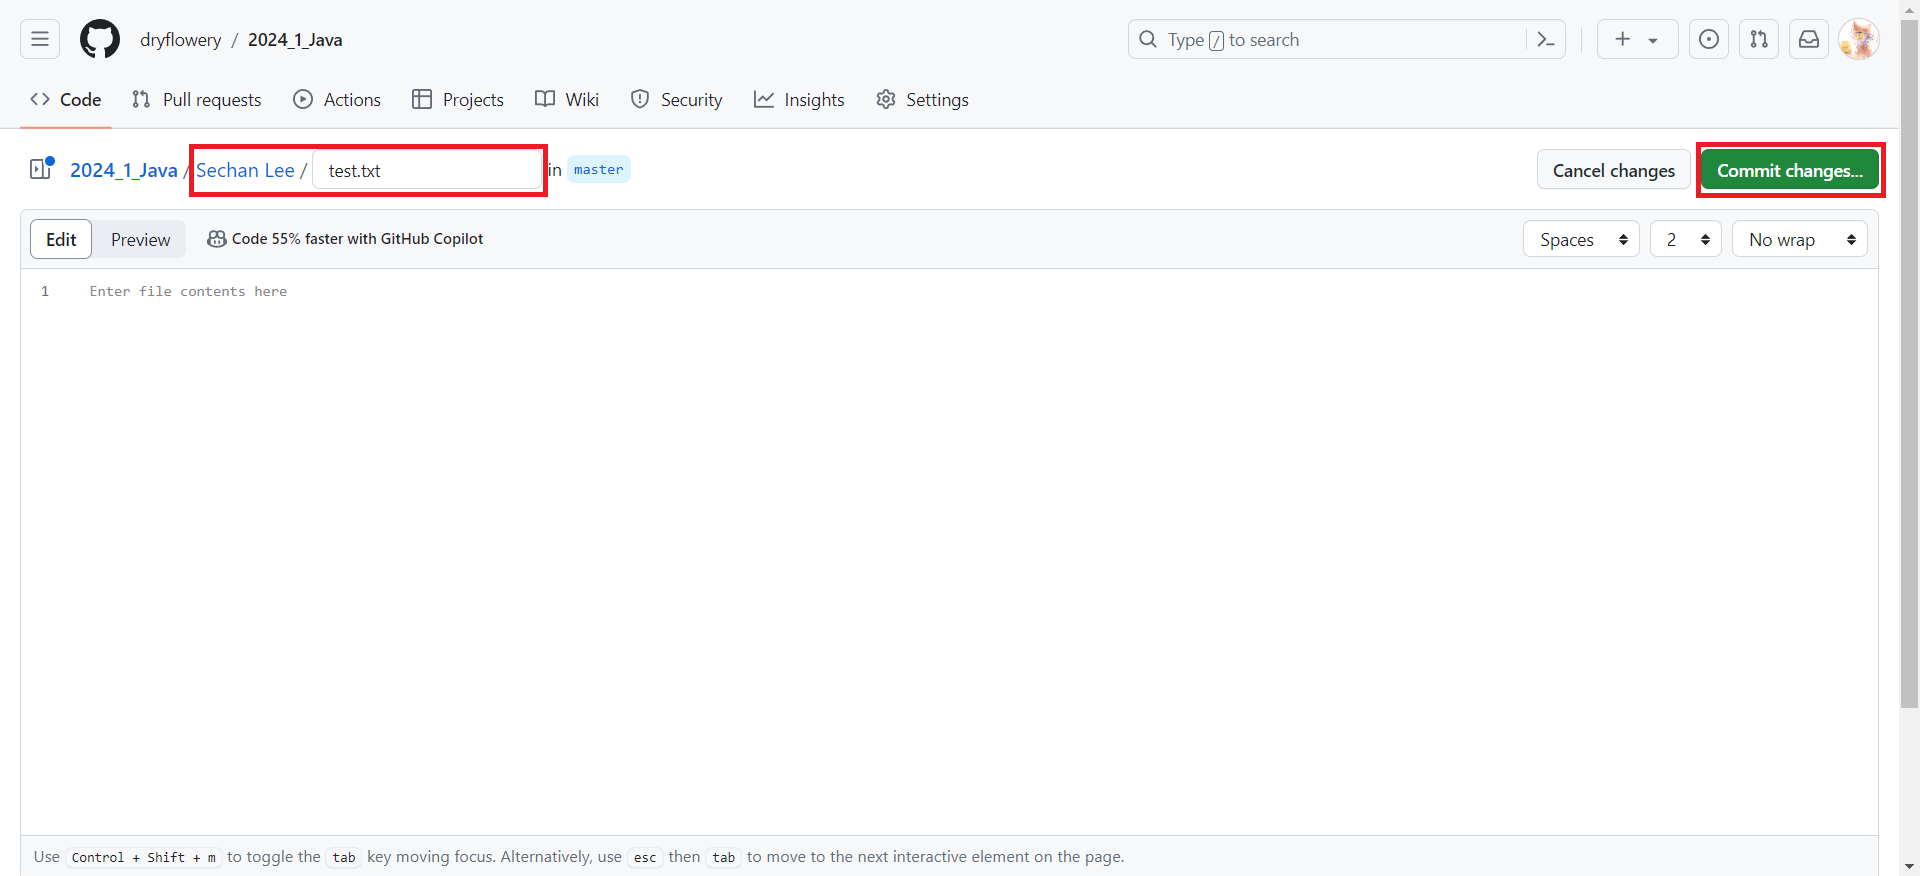 dryflowery / 2024_1_Java
Type / to search
Code Pull requests Actions Projects Wiki Security Insights Settings
2024_1_Java / Sechan Lee / test.txt in master
Cancel changes Commit changes...
Edit Preview Code 55% faster with GitHub Copilot
Spaces 2 No wrap
1 Enter file contents here
Use Control + Shift + m to toggle the tab key moving focus. Alternatively, use esc then tab to move to the next interactive element on the page.